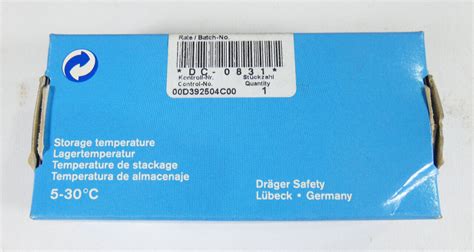 Rate / Batch-No.
*DC-0831*
Kontroll-Nr. Stückzahl
Control-No. Quantity
00D392504C00 1
Storage temperature
Lagertemperatur
Temperature de stockage
Temperatura de almacenaje
5-30°C
Dräger Safety
Lübeck • Germany